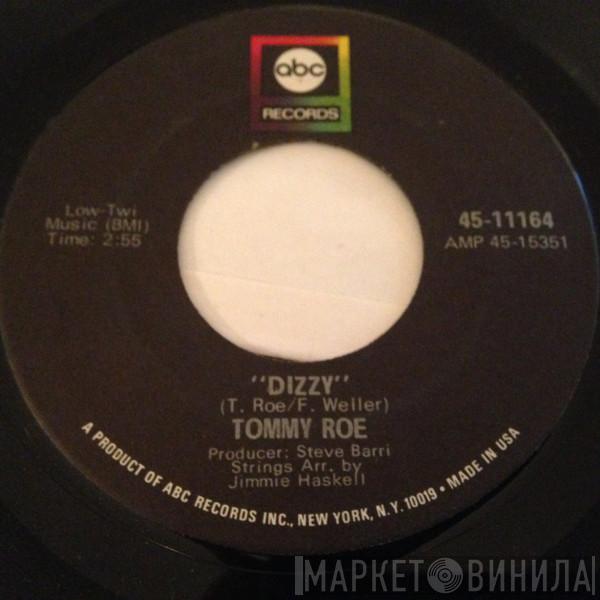 abc
RECORDS
Low-Twi
Music (BMI)
Time: 2:55
45-11164
AMP 45-15351
"DIZZY"
(T. Roe/F. Weller)
TOMMY ROE
Producer: Steve Barri
Strings Arr. by
Jimmie Haskell
A PRODUCT OF ABC RECORDS INC., NEW YORK, N.Y. 10019 • MADE IN USA
МАРКЕТ ВИНИЛА